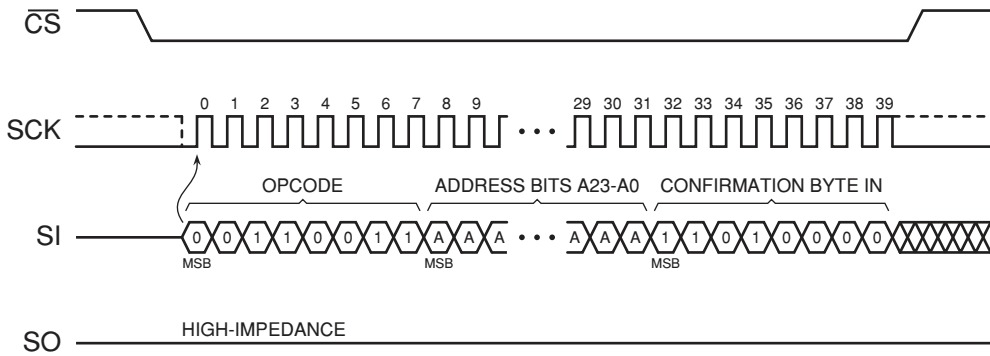 CS
0 1 2 3 4 5 6 7 8 9 29 30 31 32 33 34 35 36 37 38 39
SCK
OPCODE ADDRESS BITS A23-A0 CONFIRMATION BYTE IN
SI 0 0 1 1 0 0 1 1 A A A A A A 1 1 0 1 0 0 0 0
MSB MSB MSB
HIGH-IMPEDANCE
SO